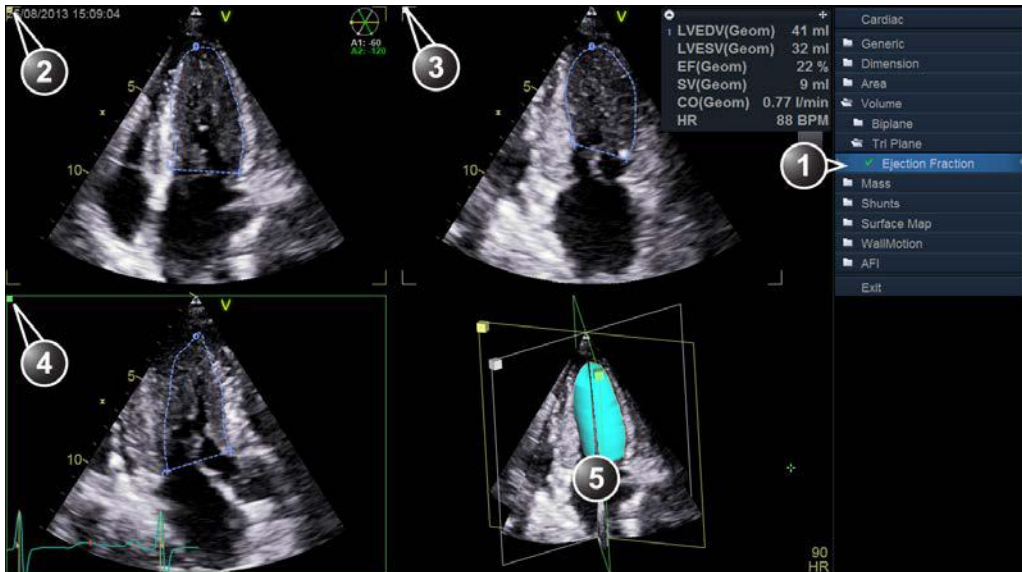 25/08/2013 15:09:04
V
A1: -60
A2: -120
2
5
10
V
3
5
10
1 LVEDV(Geom) 41 ml
LVESV(Geom) 32 ml
EF(Geom) 22 %
SV(Geom) 9 ml
CO(Geom) 0.77 l/min
HR 88 BPM
Cardiac
Generic
Dimension
Area
Volume
Biplane
Tri Plane
1
Ejection Fraction
Mass
Shunts
Surface Map
WallMotion
AFI
Exit
V
4
5
10
5
90
HR